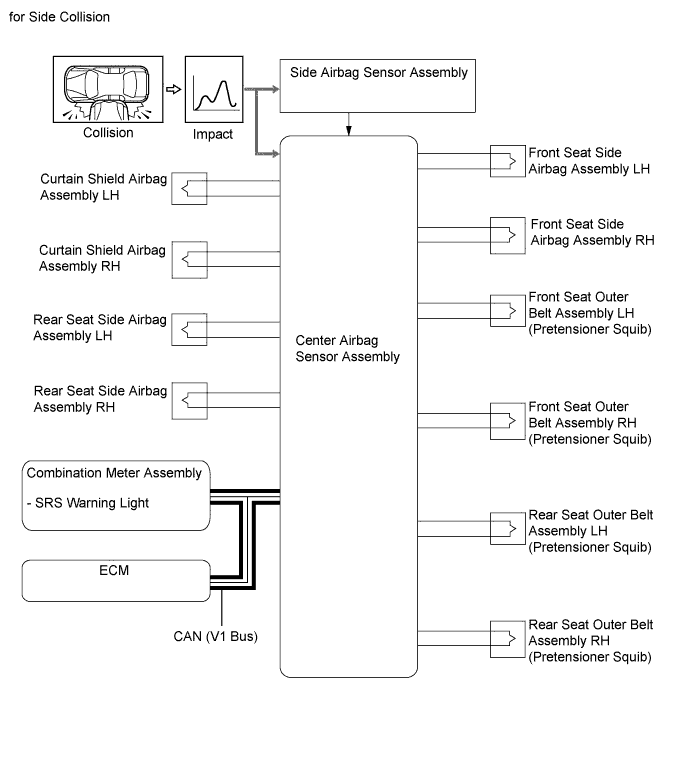 for Side Collision
Side Airbag Sensor Assembly
Collision
Impact
Curtain Shield Airbag
Assembly LH
Curtain Shield Airbag
Assembly RH
Rear Seat Side Airbag
Assembly LH
Rear Seat Side Airbag
Assembly RH
Combination Meter Assembly
- SRS Warning Light
ECM
CAN (V1 Bus)
Center Airbag
Sensor Assembly
Front Seat Side
Airbag Assembly LH
Front Seat Side
Airbag Assembly RH
Front Seat Outer
Belt Assembly LH
(Pretensioner Squib)
Front Seat Outer
Belt Assembly RH
(Pretensioner Squib)
Rear Seat Outer Belt
Assembly LH
(Pretensioner Squib)
Rear Seat Outer Belt
Assembly RH
(Pretensioner Squib)